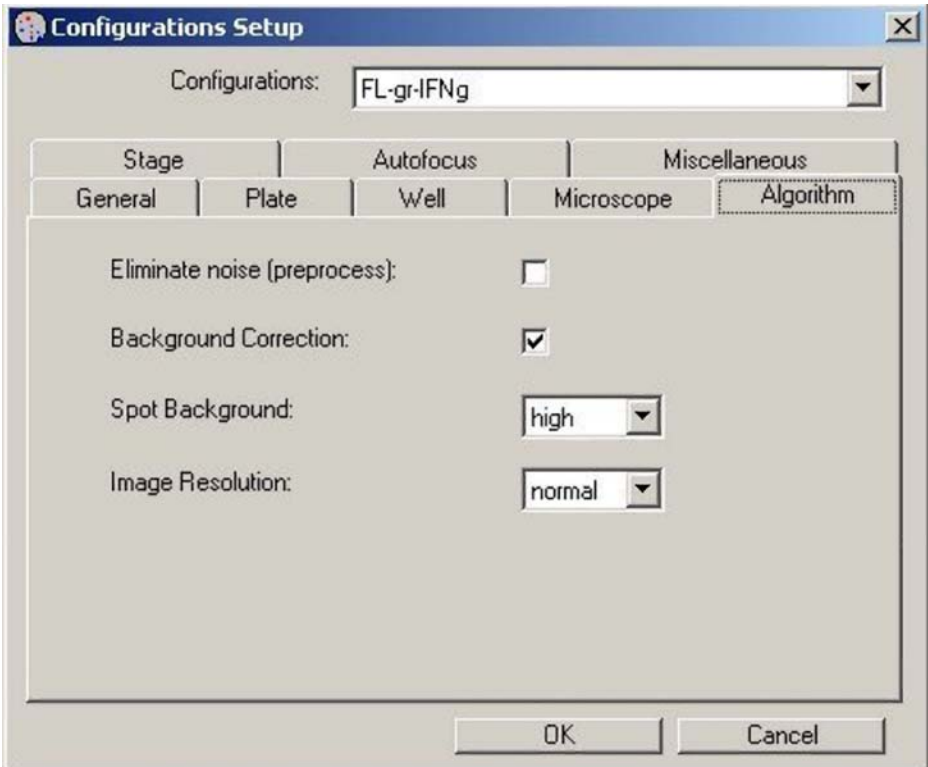 Configurations Setup
Configurations: FL-gr-IFNg
Stage Autofocus Miscellaneous
General Plate Well Microscope Algorithm
Eliminate noise (preprocess):
Background Correction:
Spot Background: high
Image Resolution: normal
OK Cancel